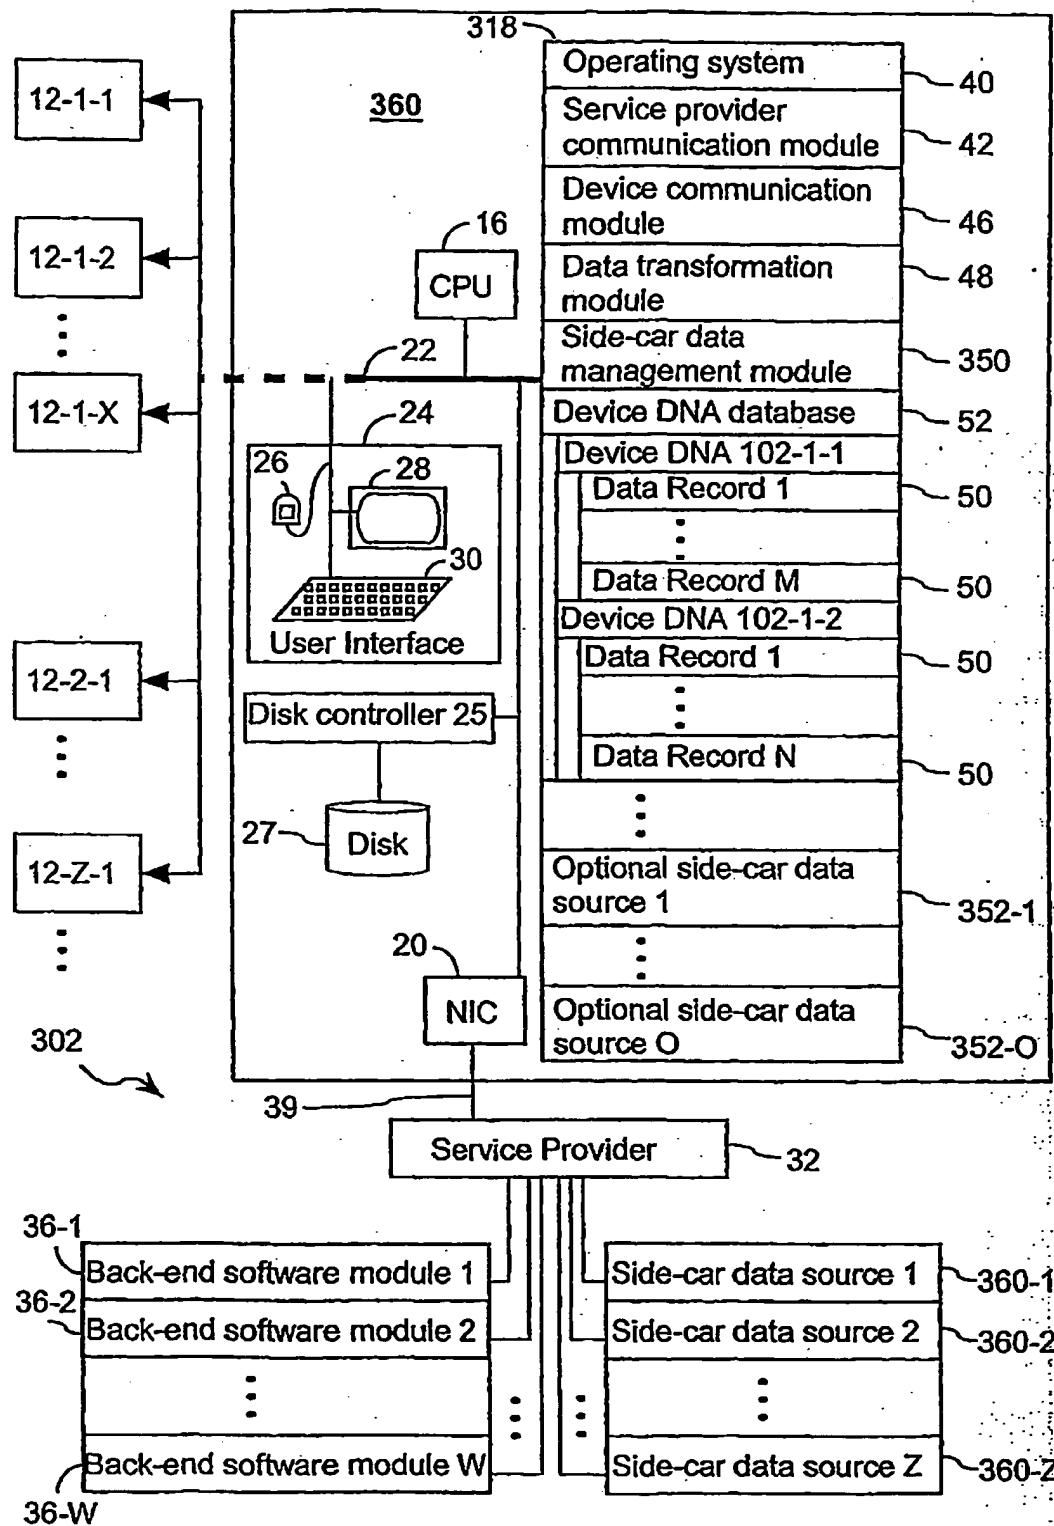 318
Operating system
40
12-1-1
360
Service provider
communication module
42
Device communication
module
46
12-1-2
16
CPU
Data transformation
module
48
22
Side-car data
management module
350
12-1-X
24
Device DNA database
52
26
28
Device DNA 102-1-1
Data Record 1
50
30
Data Record M
50
User Interface
Device DNA 102-1-2
12-2-1
Data Record 1
50
Disk controller 25
Data Record N
50
27
Disk
12-Z-1
Optional side-car data
source 1
352-1
20
NIC
Optional side-car data
source O
352-O
302
39
Service Provider
32
36-1
Back-end software module 1
Side-car data source 1
360-1
36-2
Back-end software module 2
Side-car data source 2
360-2
Back-end software module W
Side-car data source Z
360-Z
36-W